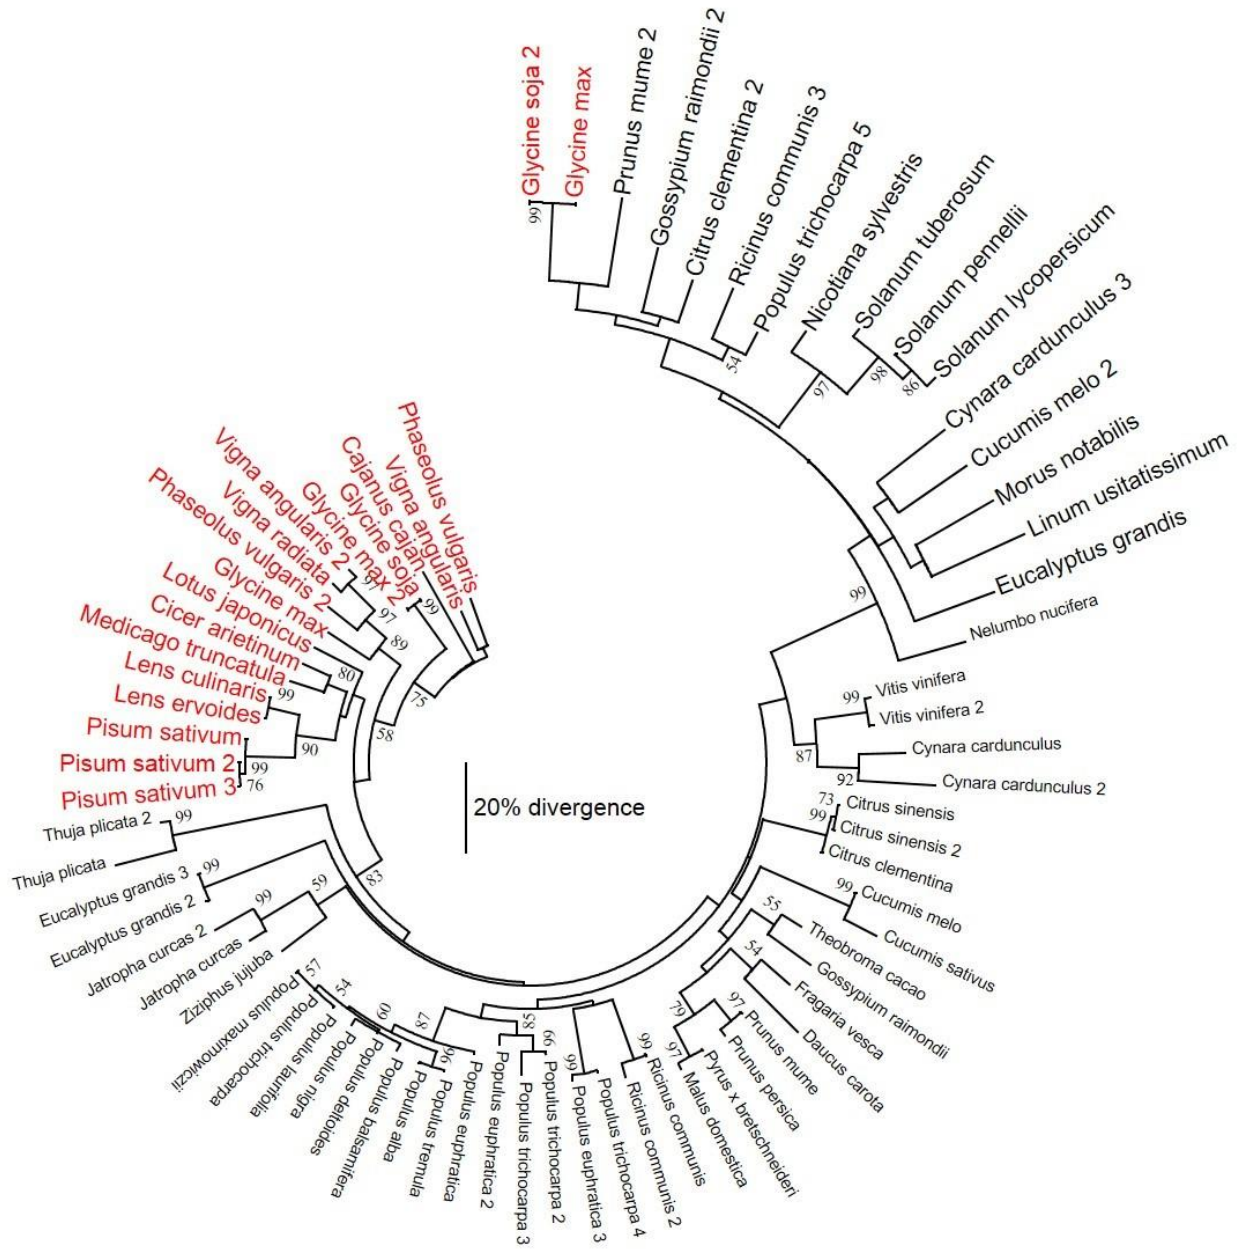 Glycine soja 2
Glycine max
Prunus mume 2
Gossypium raimondii 2
Citrus clementina 2
Ricinus communis 3
Populus trichocarpa 5
Nicotiana sylvestris
Solanum tuberosum
Solanum pennellii
Solanum lycopersicum
Cynara cardunculus 3
Cucumis melo 2
Morus notabilis
Linum usitatissimum
Eucalyptus grandis
Nelumbo nucifera
Vitis vinifera
Vitis vinifera 2
Cynara cardunculus
Cynara cardunculus 2
Citrus sinensis
Citrus sinensis 2
Citrus clementina
Cucumis melo
Cucumis sativus
Theobroma cacao
Gossypium raimondii
Fragaria vesca
Daucus carota
Prunus mume
Prunus persica
Pyrus x bretschneideri
Malus domestica
Ricinus communis
Ricinus communis 2
Populus trichocarpa 4
Populus euphratica 3
Populus trichocarpa 2
Populus trichocarpa 3
Populus euphratica 2
Populus euphratica
Populus tremula
Populus alba
Populus balsamifera
Populus deltoides
Populus nigra
Populus laurifolia
Populus trichocarpa
Populus maximowiczii
Ziziphus jujuba
Jatropha curcas
Jatropha curcas 2
Eucalyptus grandis 2
Eucalyptus grandis 3
Thuja plicata
Thuja plicata 2
Pisum sativum 3
Pisum sativum 2
Pisum sativum
Lens ervoides
Lens culinaris
Medicago truncatula
Cicer arietinum
Lotus japonicus
Glycine max
Phaseolus vulgaris 2
Vigna radiata
Vigna angularis 2
Glycine max 2
Glycine soja
Cajanus cajan
Vigna angularis
Phaseolus vulgaris
99
54
97
98
86
99
99
87
92
73
99
99
55
54
79
97
97
99
99
66
85
96
87
60
54
57
59
99
99
99
83
76
99
90
99
80
58
75
89
97
97
99
20% divergence